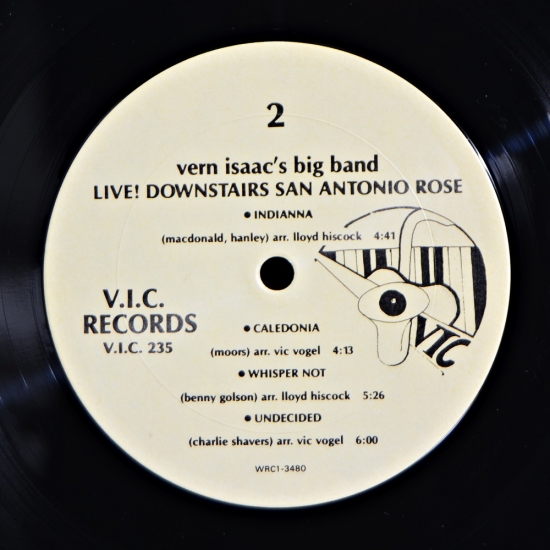 2
vern isaac's big band
LIVE! DOWNSTAIRS SAN ANTONIO ROSE
• INDIANNA
(macdonald, hanley) arr. lloyd hiscock 4:41
V.I.C.
RECORDS
V.I.C. 235
VIC
• CALEDONIA
(moors) arr. vic vogel 4:13
• WHISPER NOT
(benny golson) arr. lloyd hiscock 5:26
• UNDECIDED
(charlie shavers) arr. vic vogel 6:00
WRC1-3480